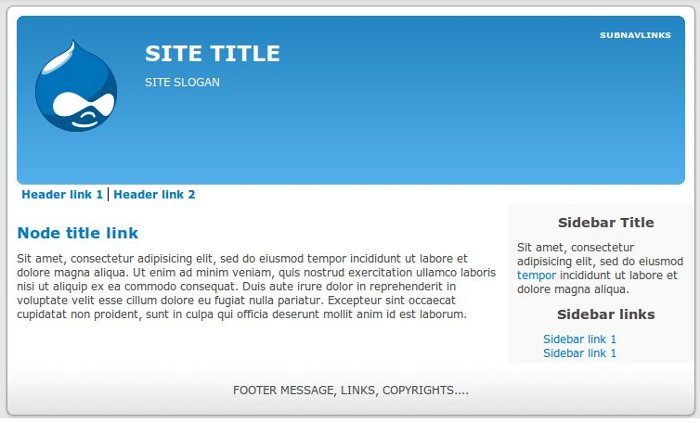 SUBNAVLINKS
SITE TITLE
SITE SLOGAN
Header link 1 | Header link 2
Node title link
Sit amet, consectetur adipisicing elit, sed do eiusmod tempor incididunt ut labore et
dolore magna aliqua. Ut enim ad minim veniam, quis nostrud exercitation ullamco laboris
nisi ut aliquip ex ea commodo consequat. Duis aute irure dolor in reprehenderit in
voluptate velit esse cillum dolore eu fugiat nulla pariatur. Excepteur sint occaecat
cupidatat non proident, sunt in culpa qui officia deserunt mollit anim id est laborum.
Sidebar Title
Sit amet, consectetur
adipisicing elit, sed do eiusmod
tempor incididunt ut labore et
dolore magna aliqua.
Sidebar links
Sidebar link 1
Sidebar link 1
FOOTER MESSAGE, LINKS, COPYRIGHTS....